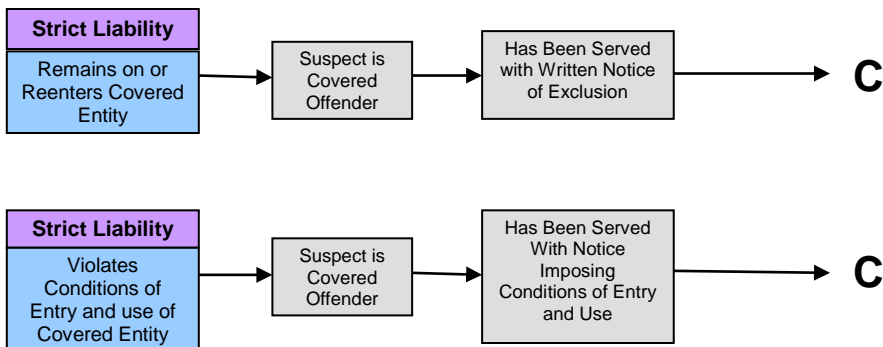 Strict Liability
Remains on or
Reenters Covered
Entity
Suspect is
Covered
Offender
Has Been Served
with Written Notice
of Exclusion
C
Strict Liability
Violates
Conditions of
Entry and use of
Covered Entity
Suspect is
Covered
Offender
Has Been Served
With Notice
Imposing
Conditions of Entry
and Use
C